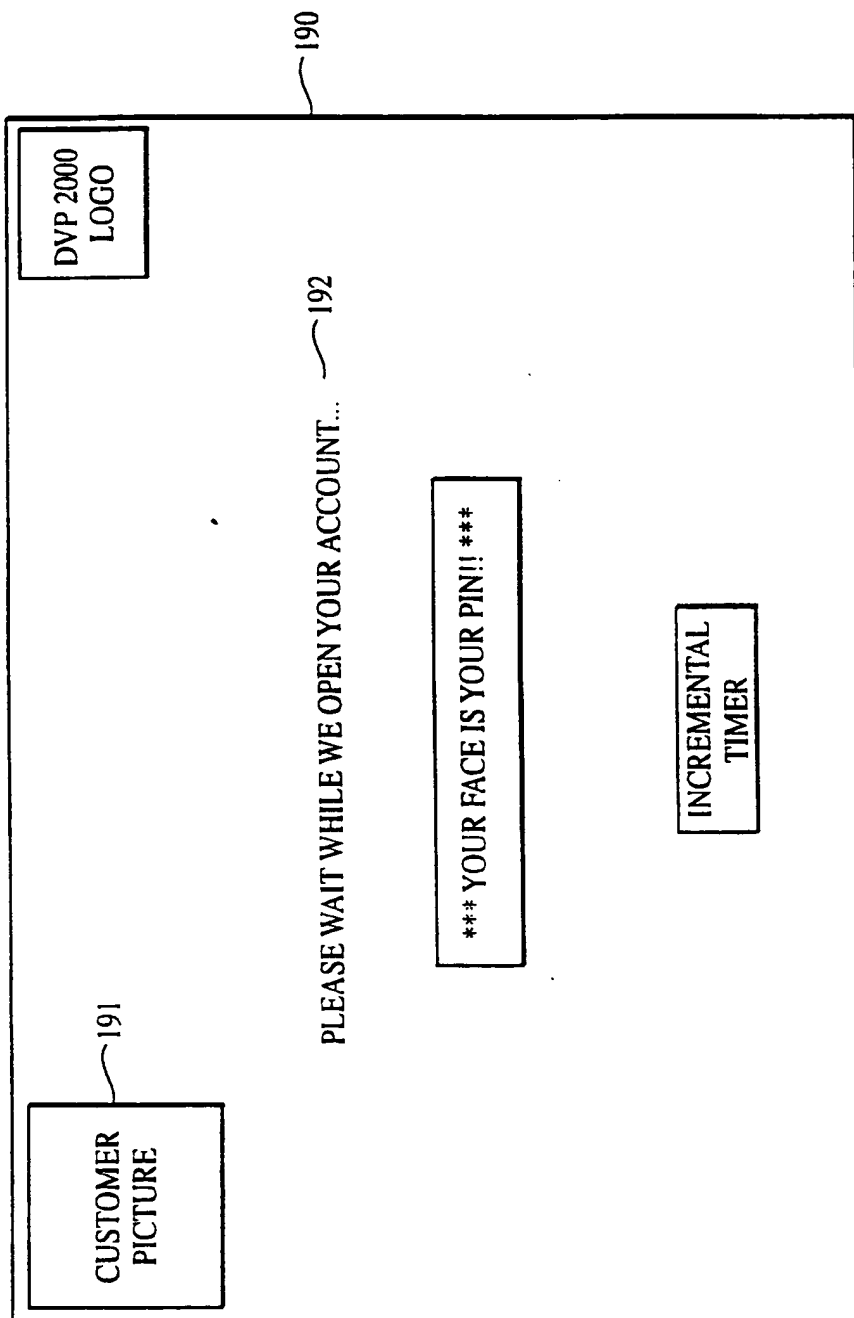 CUSTOMER
PICTURE
191
DVP 2000
LOGO
190
PLEASE WAIT WHILE WE OPEN YOUR ACCOUNT...
192
*** YOUR FACE IS YOUR PIN!! ***
INCREMENTAL
TIMER